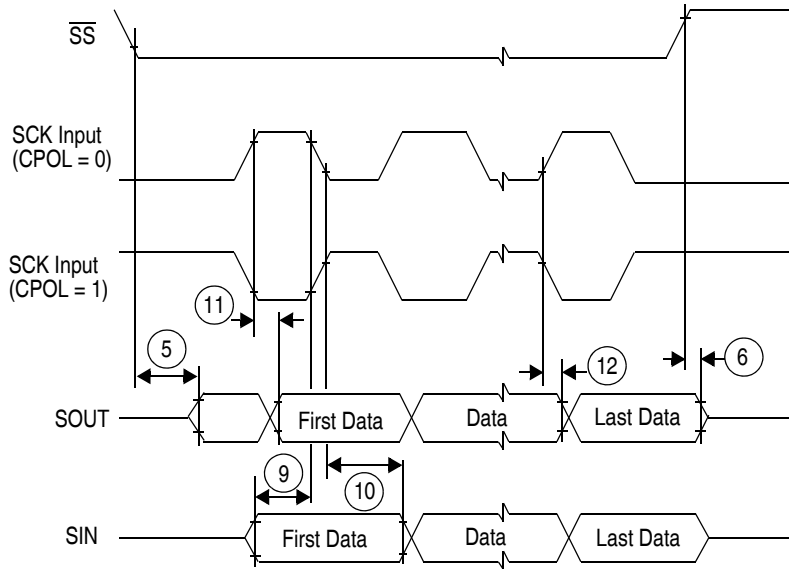 SS
SCK Input
(CPOL = 0)
SCK Input
(CPOL = 1)
11
5
12
6
SOUT
First Data
Data
Last Data
9
10
SIN
First Data
Data
Last Data